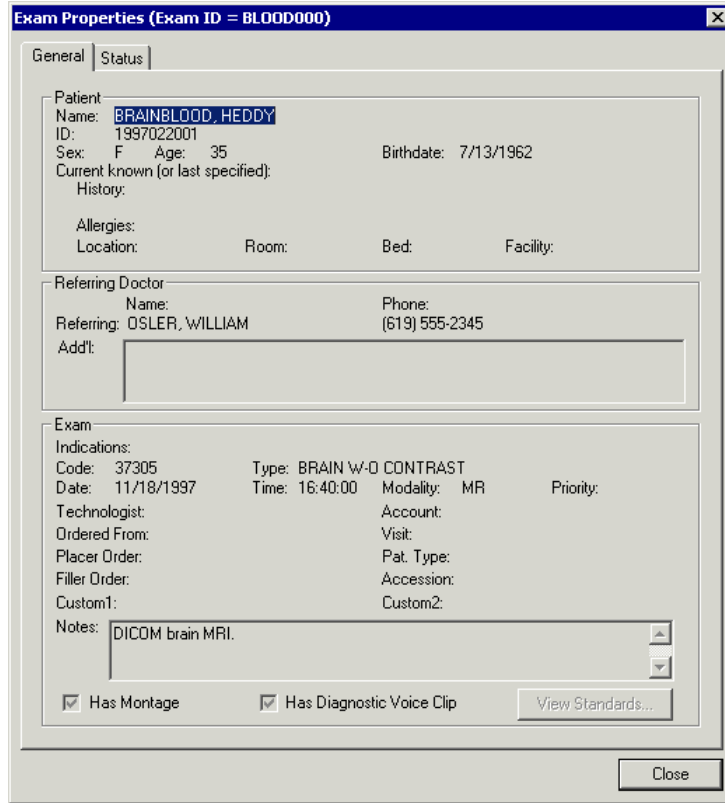 Exam Properties (Exam ID = BLOOD000)
General Status
Patient
Name: BRAINBLOOD, HEDDY
ID: 1997022001
Sex: F Age: 35 Birthdate: 7/13/1962
Current known (or last specified):
History:
Allergies:
Location: Room: Bed: Facility:
Referring Doctor
Name: Phone:
Referring: OSLER, WILLIAM (619) 555-2345
Add'l:
Exam
Indications:
Code: 37305 Type: BRAIN W-O CONTRAST
Date: 11/18/1997 Time: 16:40:00 Modality: MR Priority:
Technologist: Account:
Ordered From: Visit:
Placer Order: Pat. Type:
Filler Order: Accession:
Custom1: Custom2:
Notes: DICOM brain MRI.
Has Montage Has Diagnostic Voice Clip View Standards...
Close